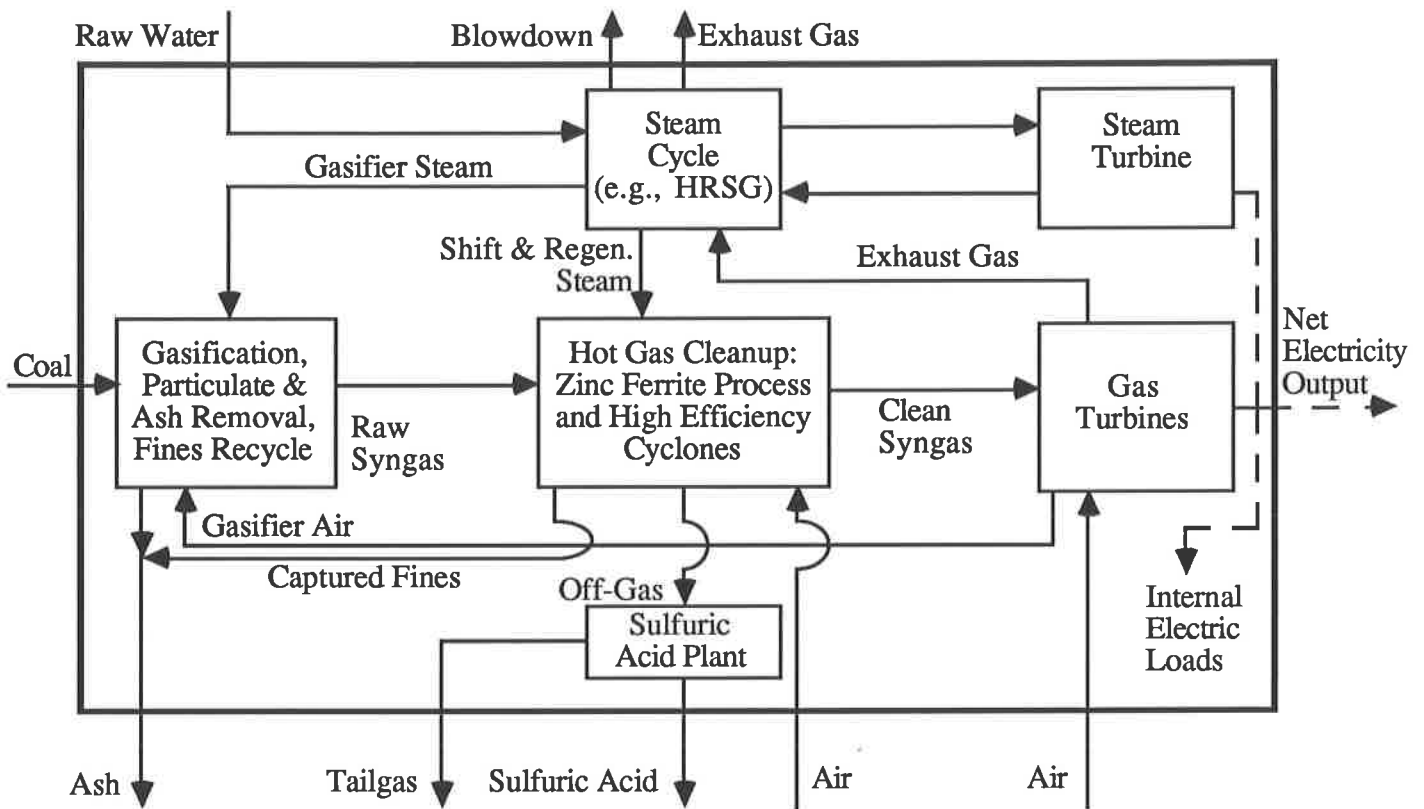 Raw Water
Blowdown
Exhaust Gas
Steam
Cycle
(e.g., HRSG)
Steam
Turbine
Gasifier Steam
Shift & Regen.
Steam
Exhaust Gas
Coal
Gasification,
Particulate &
Ash Removal,
Fines Recycle
Raw
Syngas
Hot Gas Cleanup:
Zinc Ferrite Process
and High Efficiency
Cyclones
Clean
Syngas
Gas
Turbines
Net
Electricity
Output
Gasifier Air
Captured Fines
Off-Gas
Sulfuric
Acid Plant
Internal
Electric
Loads
Ash
Tailgas
Sulfuric Acid
Air
Air